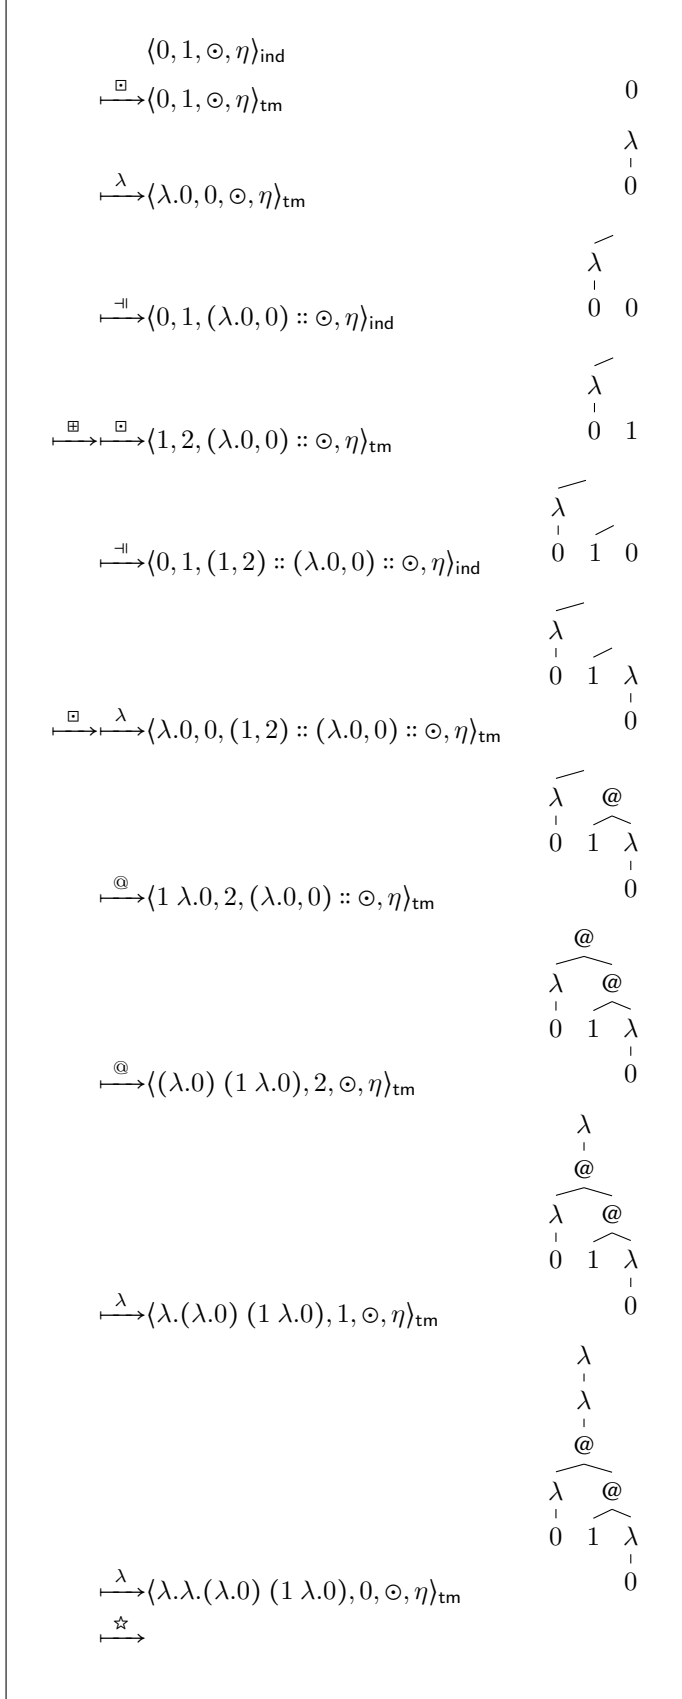 ⟨0, 1, ⊙, η⟩ind
⊡⟼⟨0, 1, ⊙, η⟩tm 0
λ
λ⟼⟨λ.0, 0, ⊙, η⟩tm 0
λ
⫣⟼⟨0, 1, (λ.0, 0) :: ⊙, η⟩ind 0 0
λ
⊞⟼ ⊡⟼⟨1, 2, (λ.0, 0) :: ⊙, η⟩tm 0 1
λ
⫣⟼⟨0, 1, (1, 2) :: (λ.0, 0) :: ⊙, η⟩ind 0 1 0
λ
0 1 λ
⊡⟼ λ⟼⟨λ.0, 0, (1, 2) :: (λ.0, 0) :: ⊙, η⟩tm 0
λ @
0 1 λ
@⟼⟨1 λ.0, 2, (λ.0, 0) :: ⊙, η⟩tm 0
@
λ @
0 1 λ
@⟼⟨(λ.0) (1 λ.0), 2, ⊙, η⟩tm 0
λ
@
λ @
0 1 λ
λ⟼⟨λ.(λ.0) (1 λ.0), 1, ⊙, η⟩tm 0
λ
λ
@
λ @
0 1 λ
λ⟼⟨λ.λ.(λ.0) (1 λ.0), 0, ⊙, η⟩tm 0
☆⟼